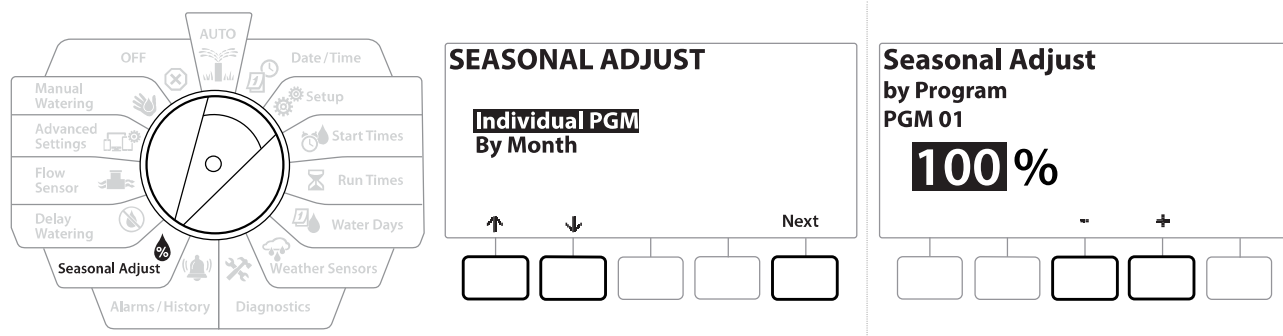 AUTO
OFF
Date/Time
Manual
Watering
1
Setup
Advanced
Settings
Start Times
Flow
Sensor
Run Times
Delay
Watering
1
Water Days
%
Seasonal Adjust
Weather Sensors
Alarms/History
Diagnostics
SEASONAL ADJUST
Individual PGM
By Month
Next
Seasonal Adjust
by Program
PGM 01
100 %
- +